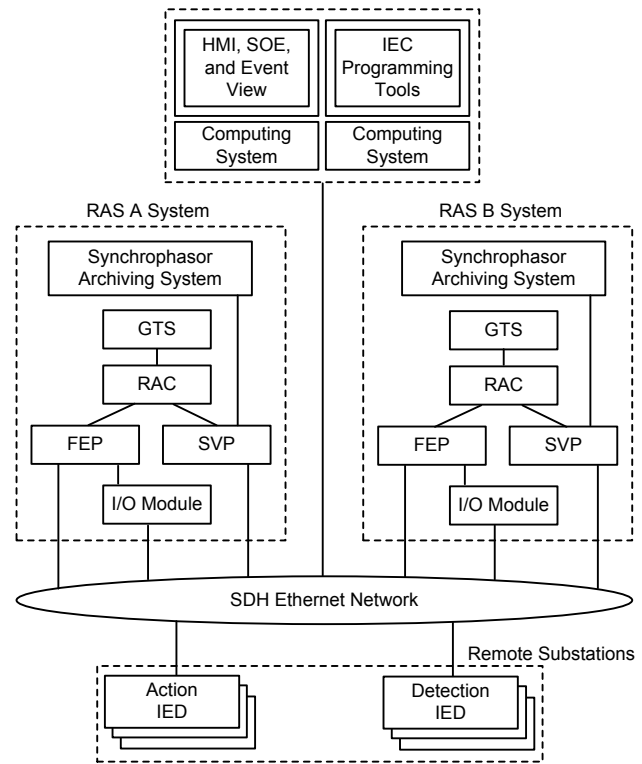 HMI, SOE,
and Event
View
IEC
Programming
Tools
Computing
System
Computing
System
RAS A System
RAS B System
Synchrophasor
Archiving System
GTS
RAC
FEP
SVP
I/O Module
Synchrophasor
Archiving System
GTS
RAC
FEP
SVP
I/O Module
SDH Ethernet Network
Remote Substations
Action
IED
Detection
IED